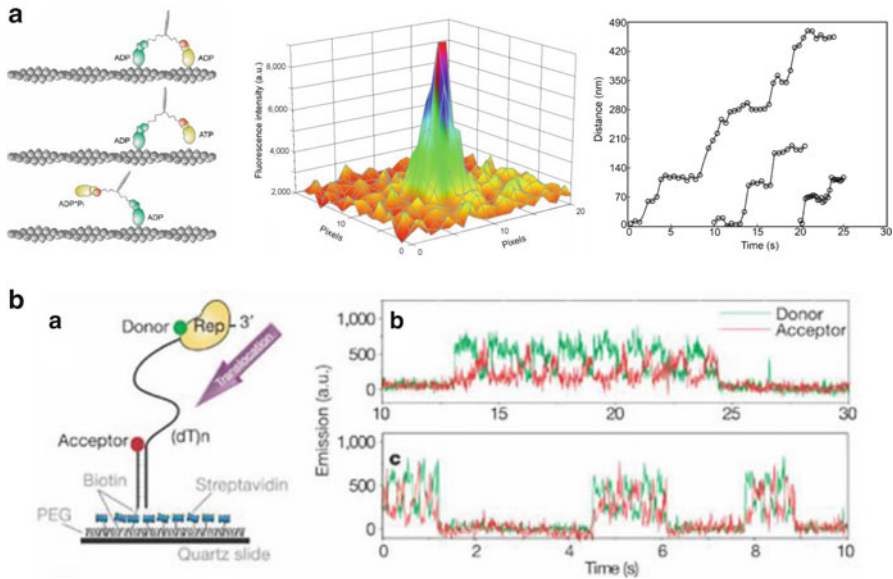 a
ADP
ADP
ADP
ATP
ADP*Pi
ADP
Fluorescence intensity (a.u.)
8,000
6,000
4,000
2,000
Pixels
10
0
0
10
20
Pixels
Distance (nm)
490
420
350
280
210
140
70
0
0 5 10 15 20 25 30
Time (s)
b
a
Donor
Rep
3′
Translocation
Acceptor
(dT)n
Biotin
Streptavidin
PEG
Quartz slide
b
Donor
Acceptor
Emission (a.u.)
1,000
500
0
10 15 20 25 30
c
1,000
500
0
0 2 4 6 8 10
Time (s)